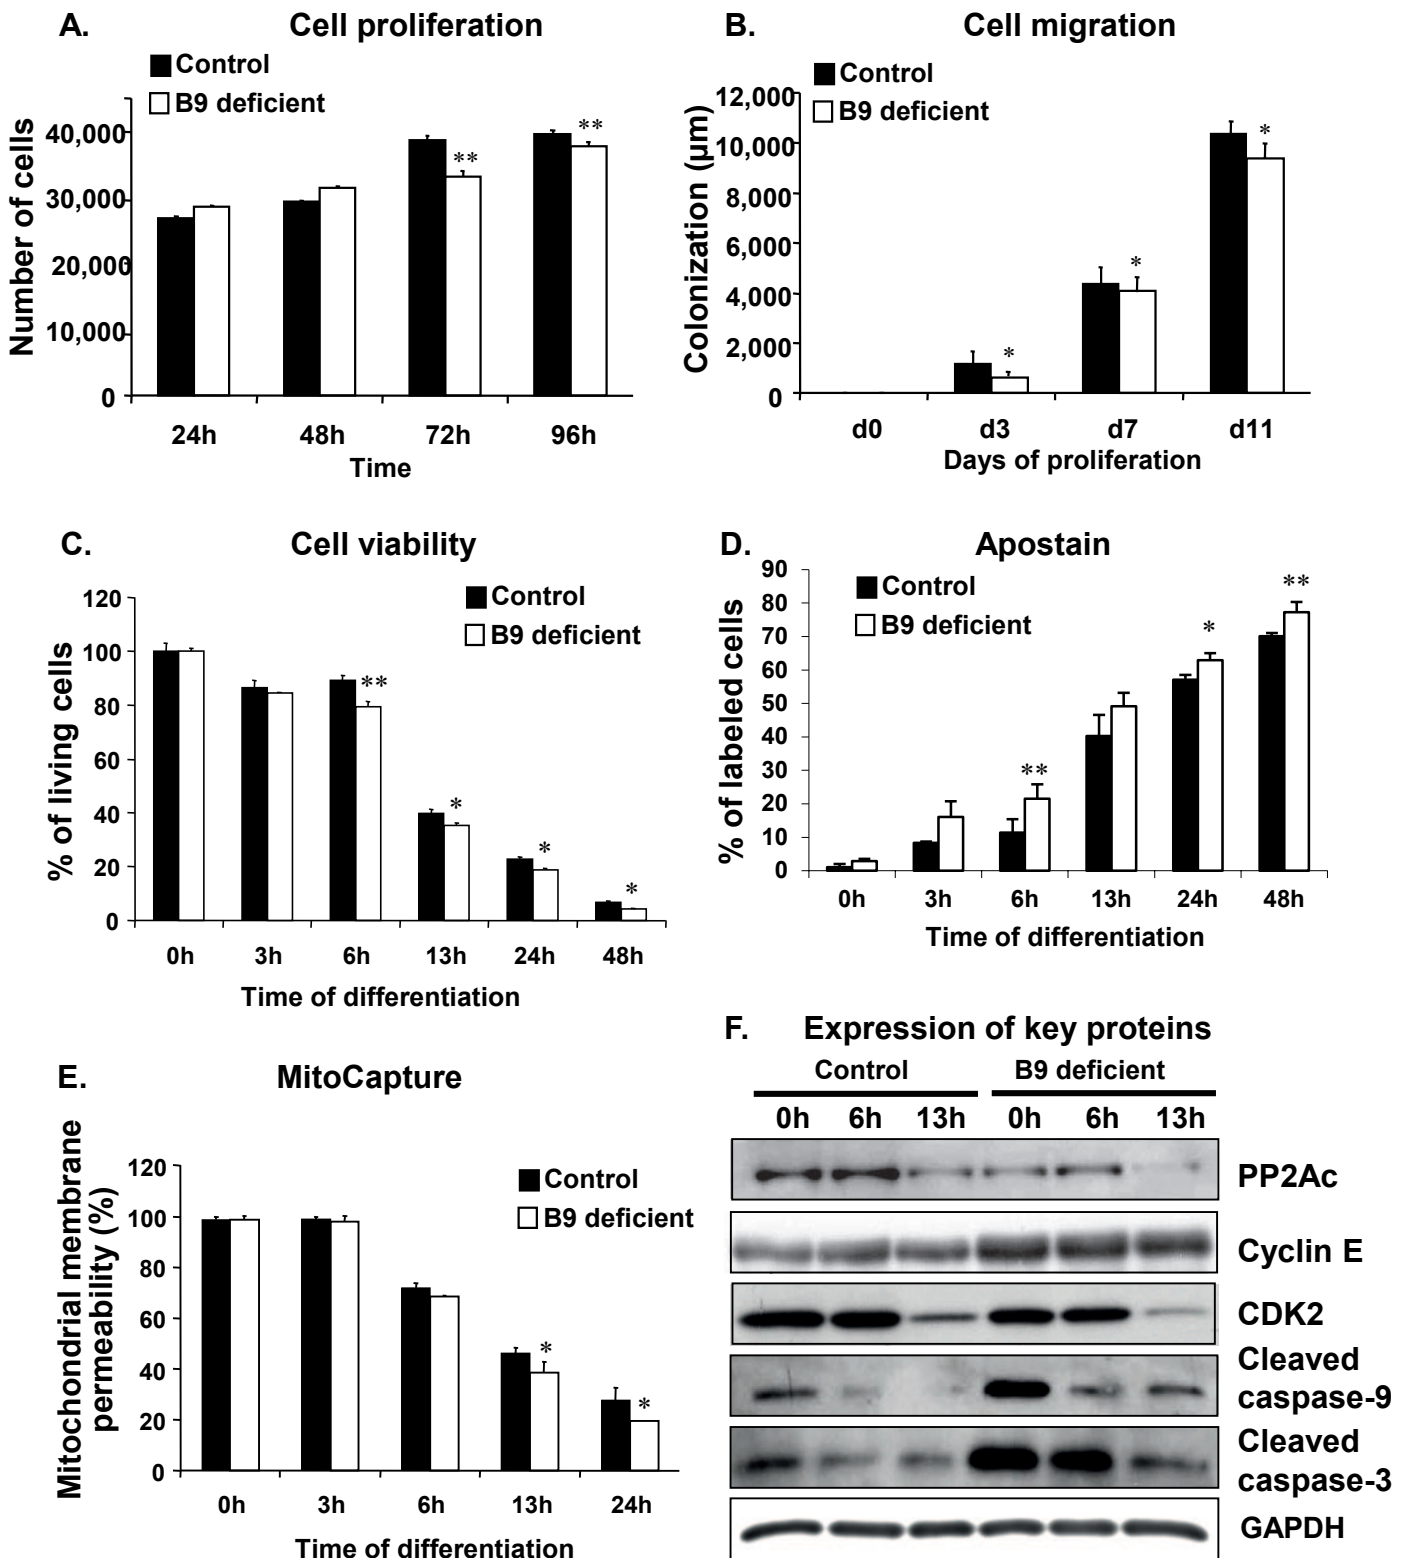 A. Cell proliferation
Control
B9 deficient
Number of cells
40,000
30,000
20,000
10,000
0
24h 48h 72h 96h
** **
Time
B. Cell migration
Control
B9 deficient
Colonization (µm)
12,000
10,000
8,000
6,000
4,000
2,000
0
* * *
d0 d3 d7 d11
Days of proliferation
C. Cell viability
Control
B9 deficient
% of living cells
120
100
80
60
40
20
0
** * * *
0h 3h 6h 13h 24h 48h
Time of differentiation
D. Apostain
Control
B9 deficient
% of labeled cells
90
80
70
60
50
40
30
20
10
0
** * **
0h 3h 6h 13h 24h 48h
Time of differentiation
E. MitoCapture
Control
B9 deficient
Mitochondrial membrane
permeability (%)
120
100
80
60
40
20
0
* *
0h 3h 6h 13h 24h
Time of differentiation
F. Expression of key proteins
Control B9 deficient
0h 6h 13h 0h 6h 13h
PP2Ac
Cyclin E
CDK2
Cleaved
caspase-9
Cleaved
caspase-3
GAPDH